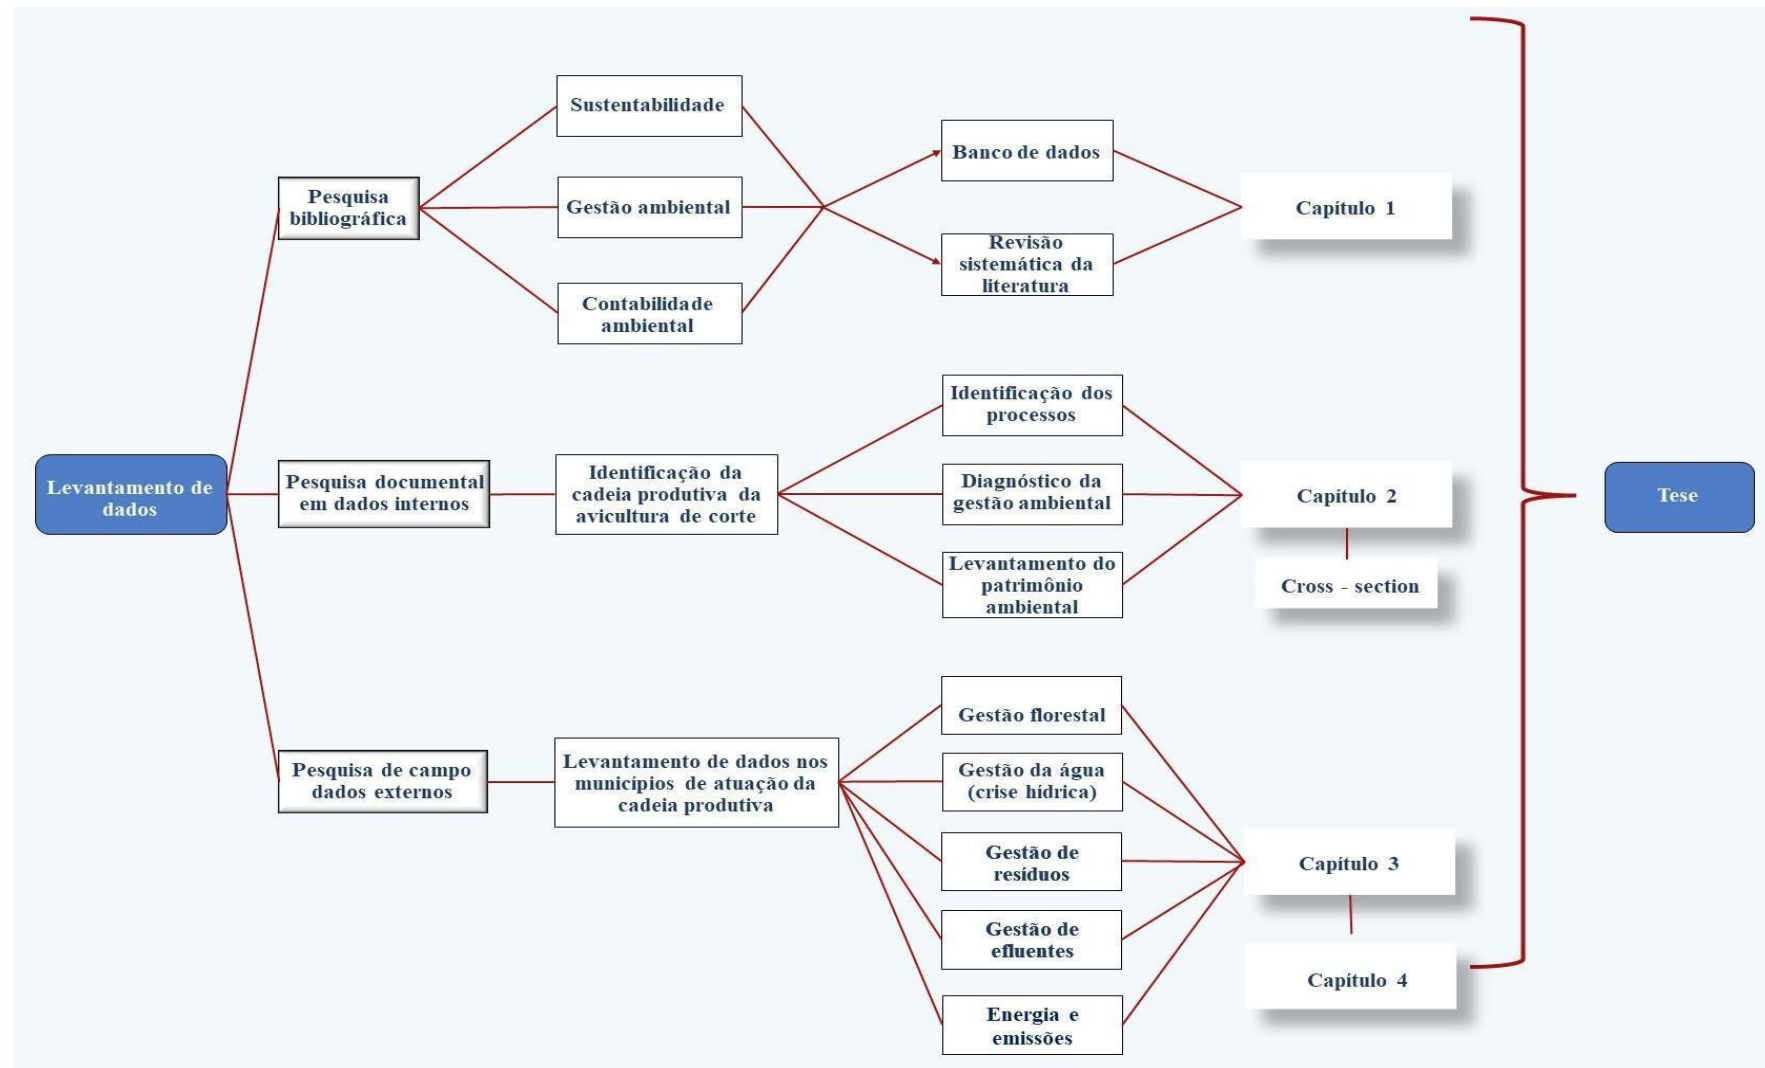 Levantamento de
dados
Pesquisa
bibliográfica
Sustentabilidade
Gestão ambiental
Contabilidade
ambiental
Banco de dados
Revisão
sistemática da
literatura
Capítulo 1
Pesquisa documental
em dados internos
Identificação da
cadeia produtiva da
avicultura de corte
Identificação dos
processos
Diagnóstico da
gestão ambiental
Levantamento do
patrimônio
ambiental
Capítulo 2
Cross - section
Pesquisa de campo
dados externos
Levantamento de dados nos
municípios de atuação da
cadeia produtiva
Gestão florestal
Gestão da água
(crise hídrica)
Gestão de
resíduos
Gestão de
efluentes
Energia e
emissões
Capítulo 3
Capítulo 4
Tese